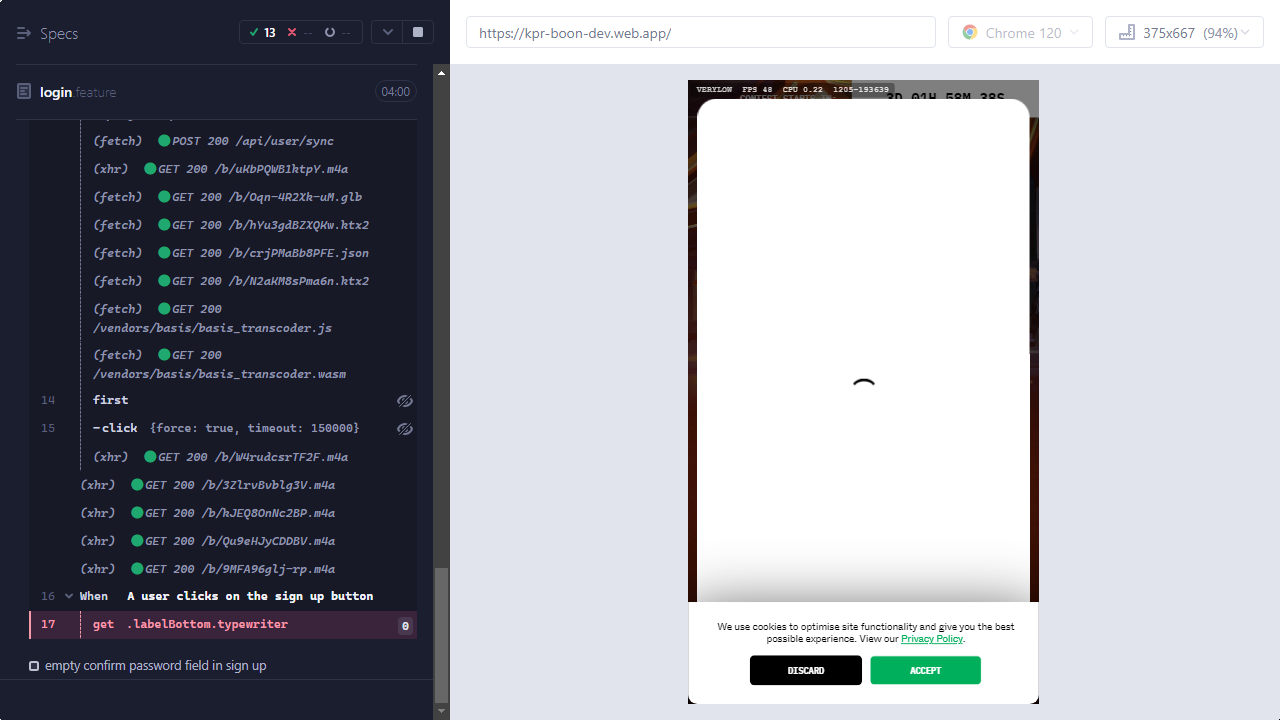 Specs
13
--
--
login.feature
04:00
(fetch) POST 200 /api/user/sync
(xhr) GET 200 /b/uKbPQWB1ktpY.m4a
(fetch) GET 200 /b/Oqn-4R2Xk-uM.glb
(fetch) GET 200 /b/hYu3gdBZXQKw.ktx2
(fetch) GET 200 /b/crjPMaBb8PFE.json
(fetch) GET 200 /b/N2aKM8sPma6n.ktx2
(fetch) GET 200
/vendors/basis/basis_transcoder.js
(fetch) GET 200
/vendors/basis/basis_transcoder.wasm
14 first
15 -click {force: true, timeout: 150000}
(xhr) GET 200 /b/W4rudcsrTF2F.m4a
(xhr) GET 200 /b/3ZlrvBvblg3V.m4a
(xhr) GET 200 /b/kJEQ8OnNc2BP.m4a
(xhr) GET 200 /b/Qu9eHJyCDDBV.m4a
(xhr) GET 200 /b/9MFA96glj-rp.m4a
16 When A user clicks on the sign up button
17 get .labelBottom.typewriter 0
empty confirm password field in sign up
https://kpr-boon-dev.web.app/
Chrome 120
375x667 (94%)
VERYLOW FPS 48 CPU 0.22 1205-193639
CONTEST STARTS IN:
3D 01H 58M 38S
We use cookies to optimise site functionality and give you the best
possible experience. View our Privacy Policy.
DISCARD
ACCEPT